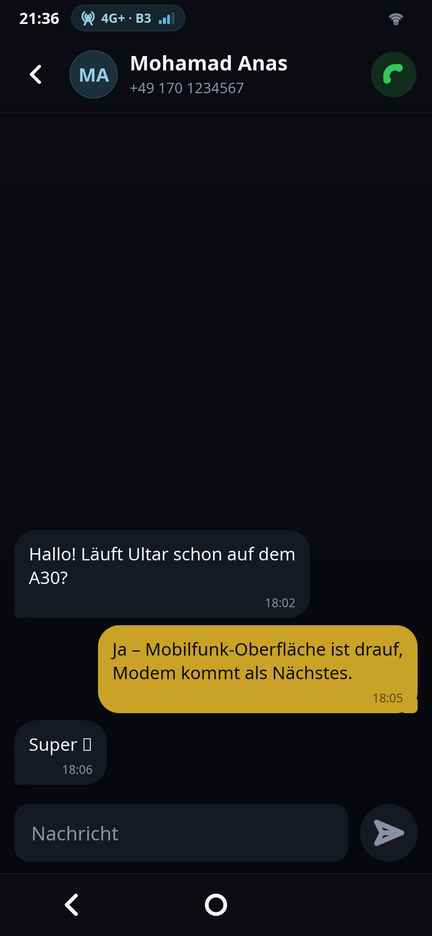 21:36 4G+ · B3
MA
Mohamad Anas
+49 170 1234567
Hallo! Läuft Ultar schon auf dem
A30?
18:02
Ja – Mobilfunk-Oberfläche ist drauf,
Modem kommt als Nächstes.
18:05
Super
18:06
Nachricht